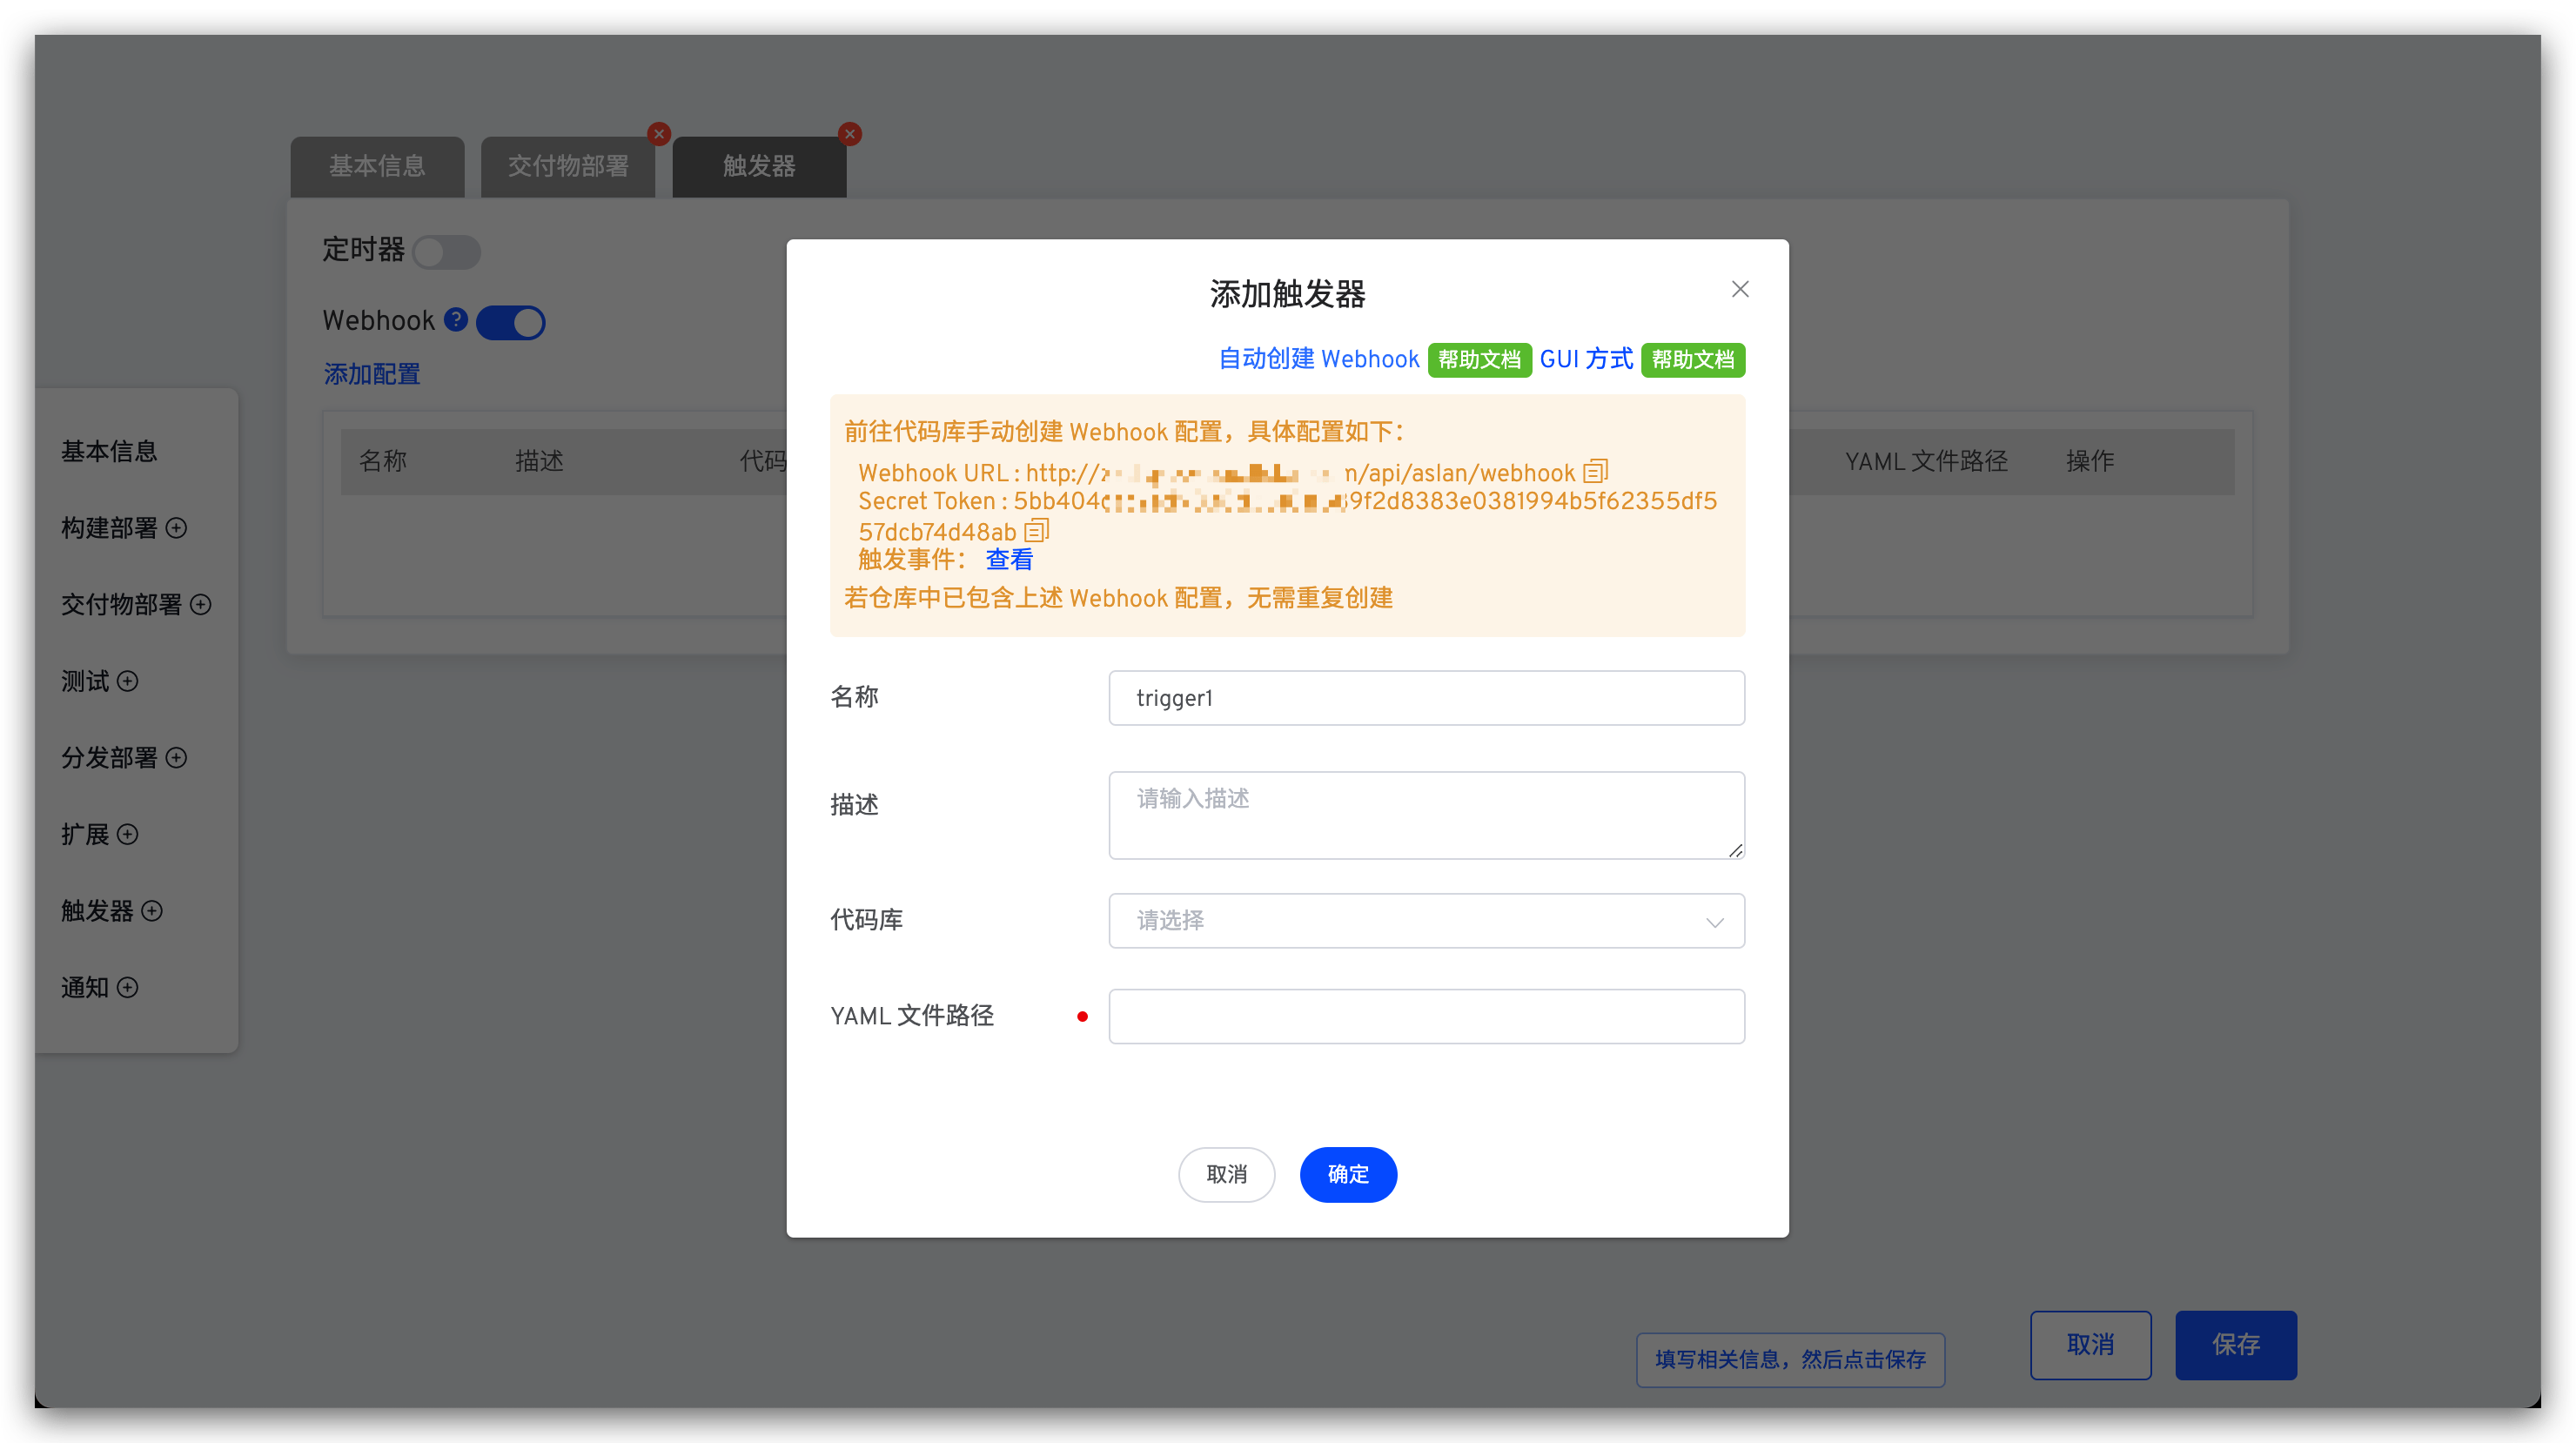 基本信息
交付物部署
触发器
定时器
Webhook ?
添加配置
名称 描述 代码
YAML 文件路径 操作
基本信息
构建部署
交付物部署
测试
分发部署
扩展
触发器
通知
添加触发器
自动创建 Webhook 帮助文档 GUI 方式 帮助文档
前往代码库手动创建 Webhook 配置，具体配置如下：
Webhook URL : http:// n/api/aslan/webhook
Secret Token : 5bb404 9f2d8383e0381994b5f62355df5
57dcb74d48ab
触发事件： 查看
若仓库中已包含上述 Webhook 配置，无需重复创建
名称 trigger1
描述 请输入描述
代码库 请选择
YAML 文件路径
取消 确定
填写相关信息，然后点击保存
取消
保存